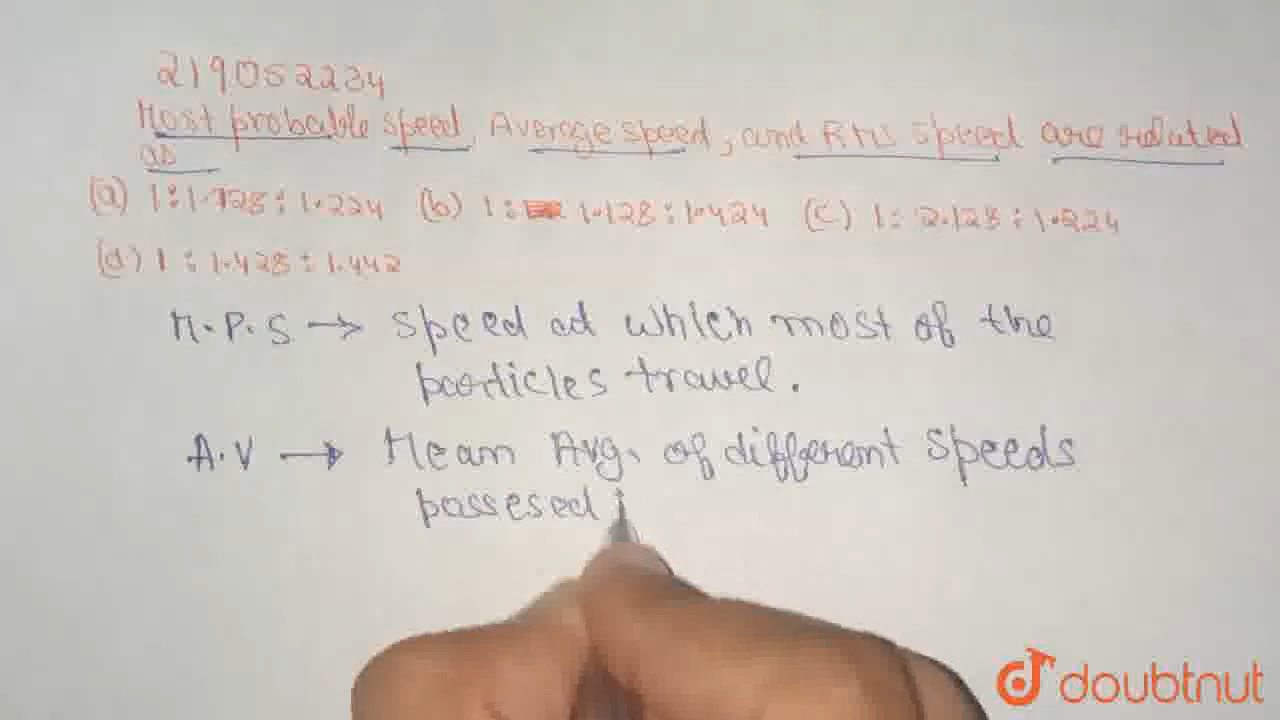 219052234
Most probable speed, Average speed, and RMS speed are related
as
(a) 1:1.128:1.224 (b) 1: 1.128:1.424 (c) 1: 2.128:1.224
(d) 1 : 1.428:1.442
M.P.S → Speed at which most of the
particles travel.
A.V → Mean Avg. of different Speeds
possesed
doubtnut